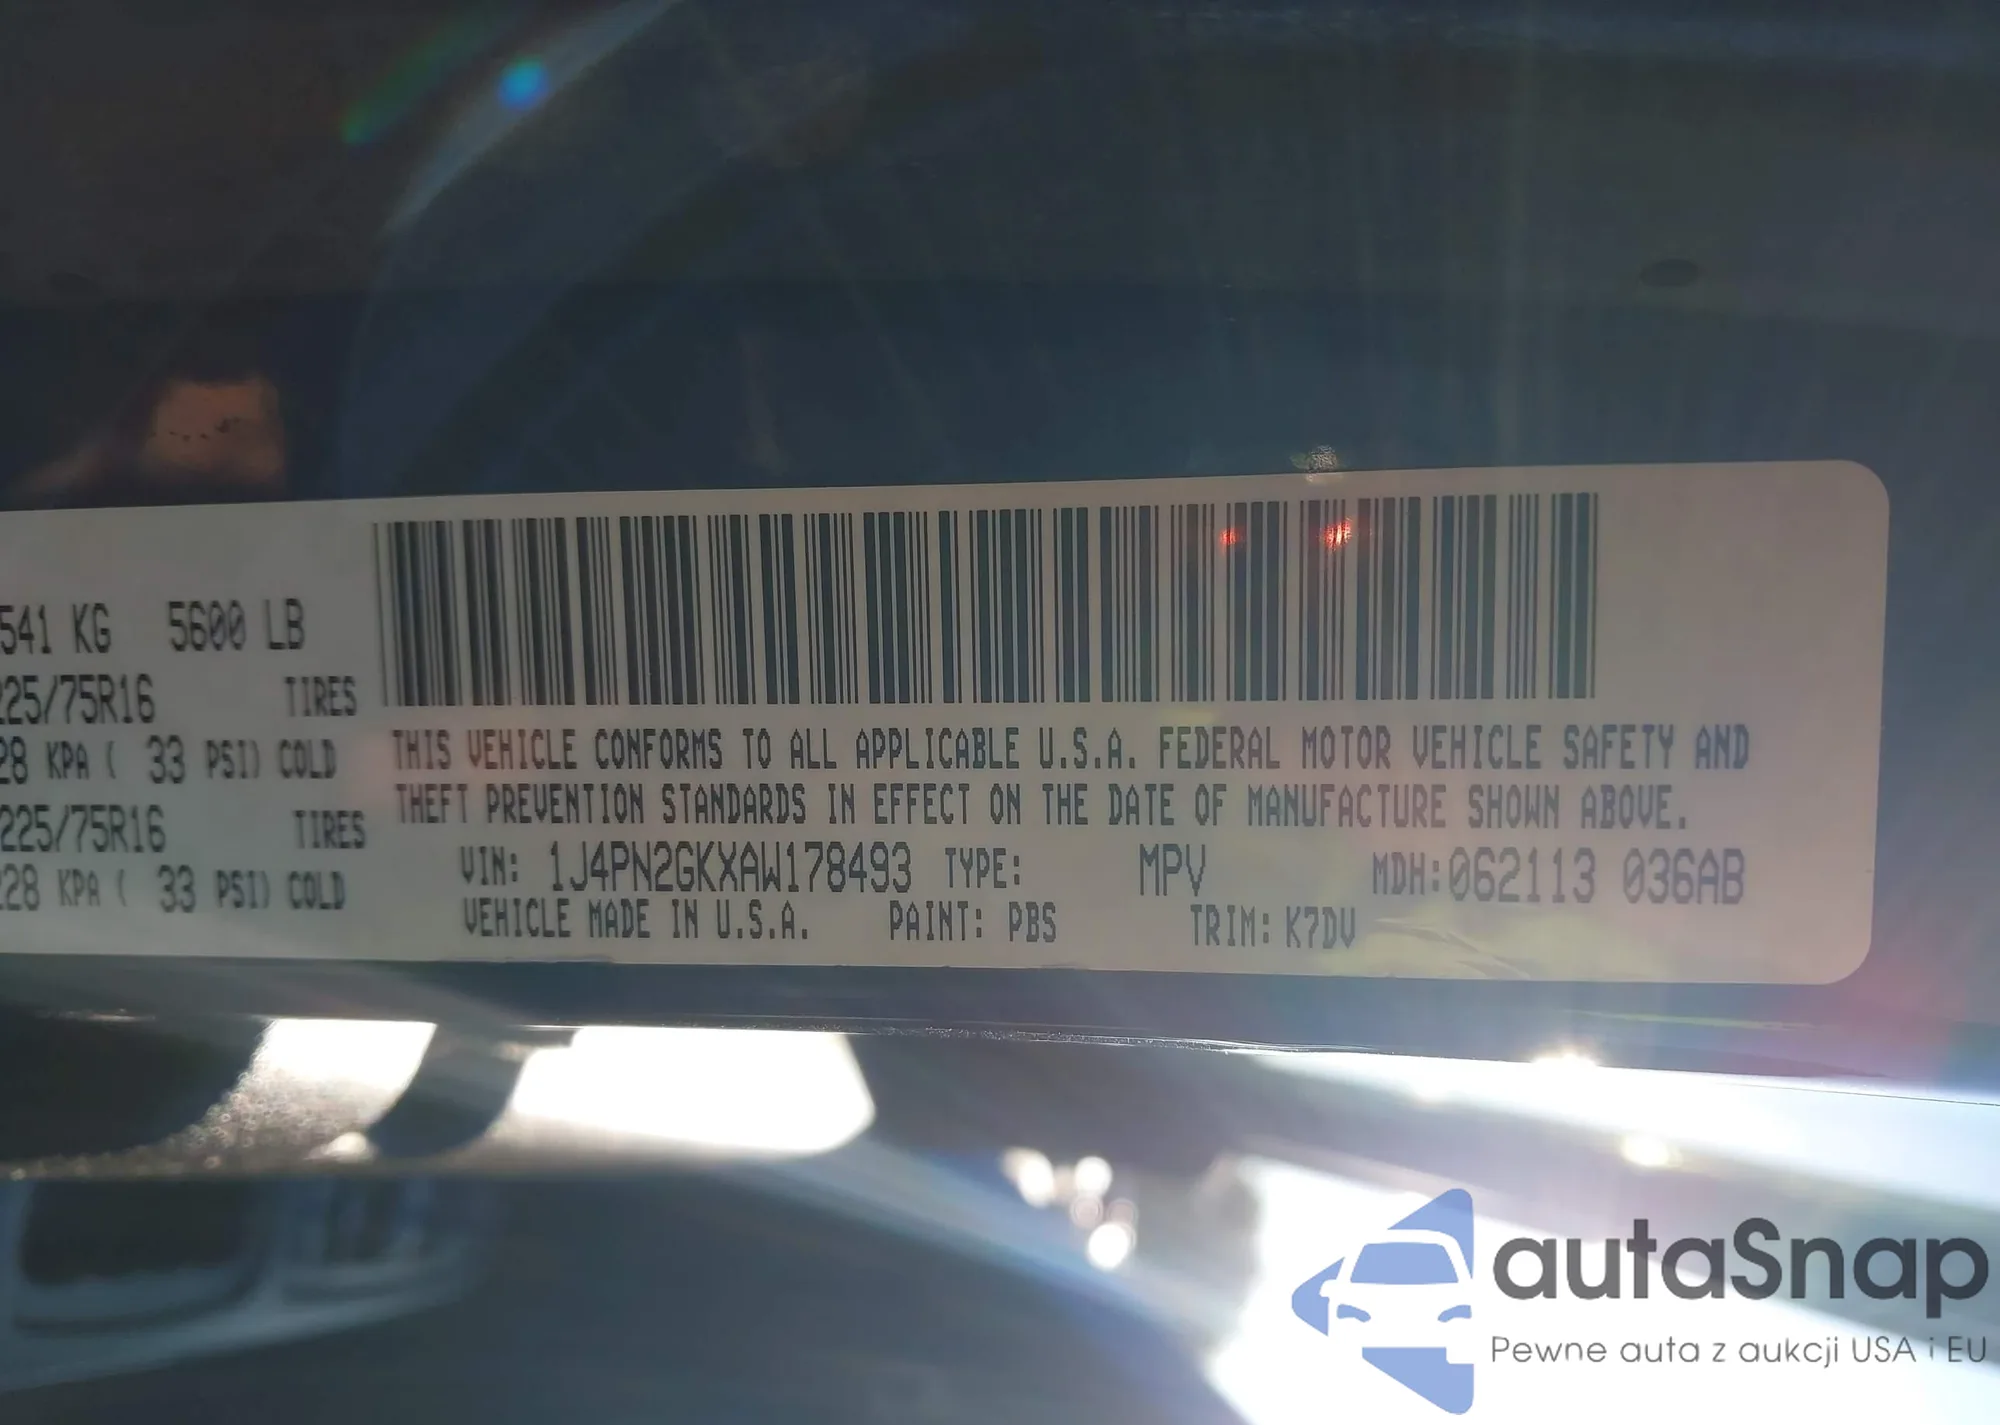 541 KG 5600 LB
225/75R16 TIRES
28 KPA ( 33 PSI) COLD
225/75R16 TIRES
228 KPA ( 33 PSI) COLD
THIS VEHICLE CONFORMS TO ALL APPLICABLE U.S.A. FEDERAL MOTOR VEHICLE SAFETY AND
THEFT PREVENTION STANDARDS IN EFFECT ON THE DATE OF MANUFACTURE SHOWN ABOVE.
VIN: 1J4PN2GKXAW178493 TYPE: MPV MDH:062113 036AB
VEHICLE MADE IN U.S.A. PAINT: PBS TRIM: K7DV
autaSnap
Pewne auta z aukcji USA i EU